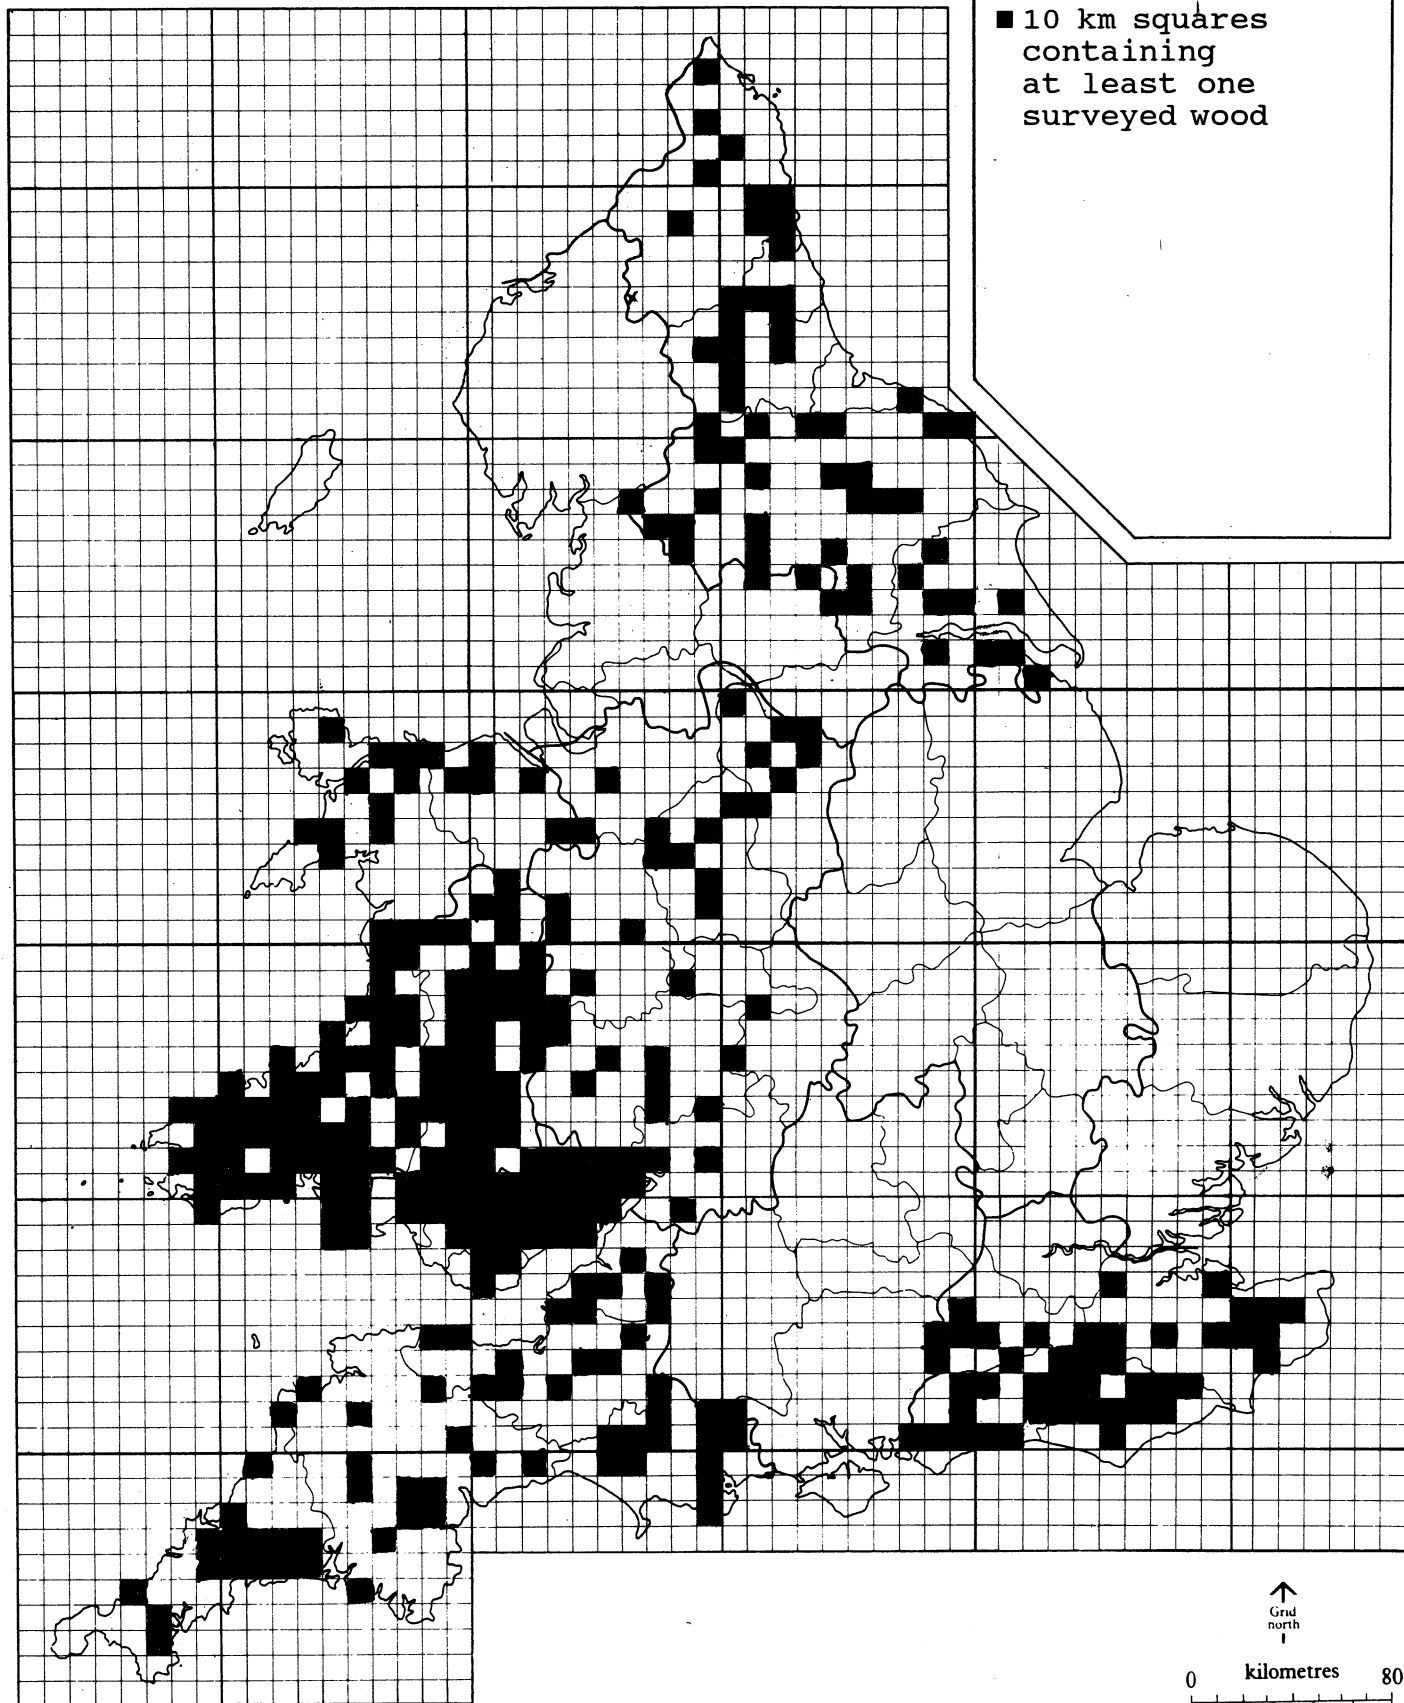 10 km squares
containing
at least one
surveyed wood
Grid
north
kilometres
0 80